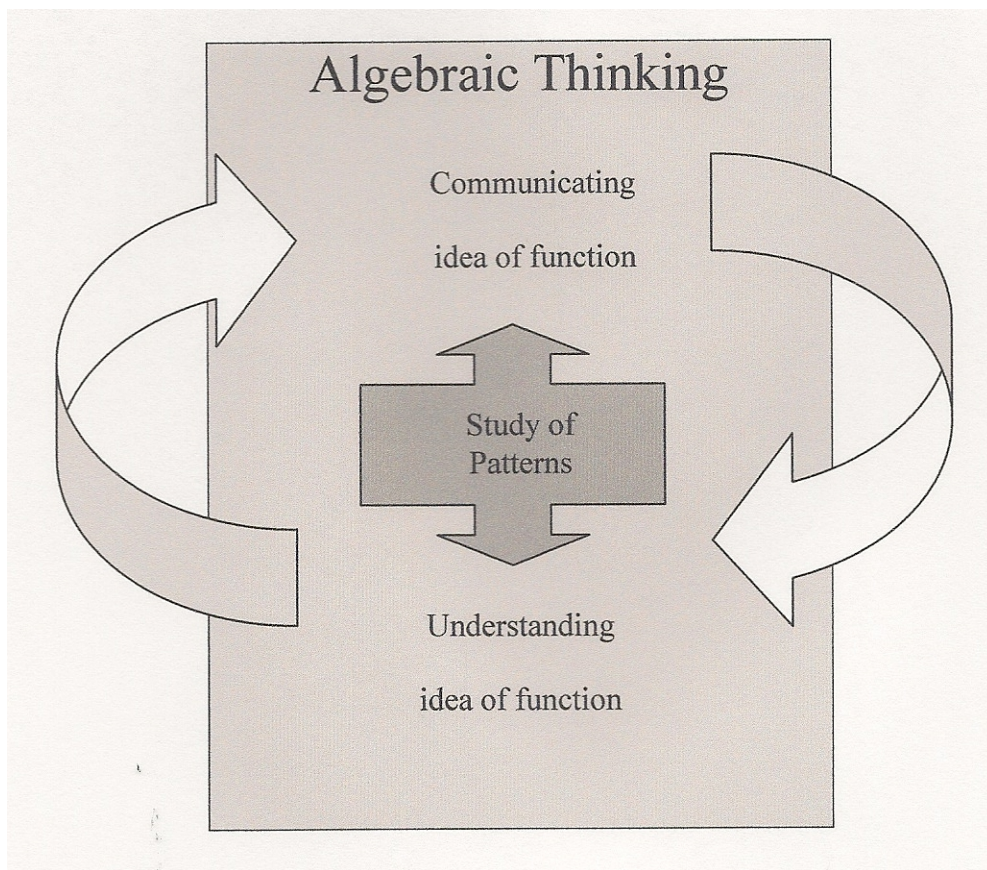 Algebraic Thinking
Communicating
idea of function
Study of
Patterns
Understanding
idea of function